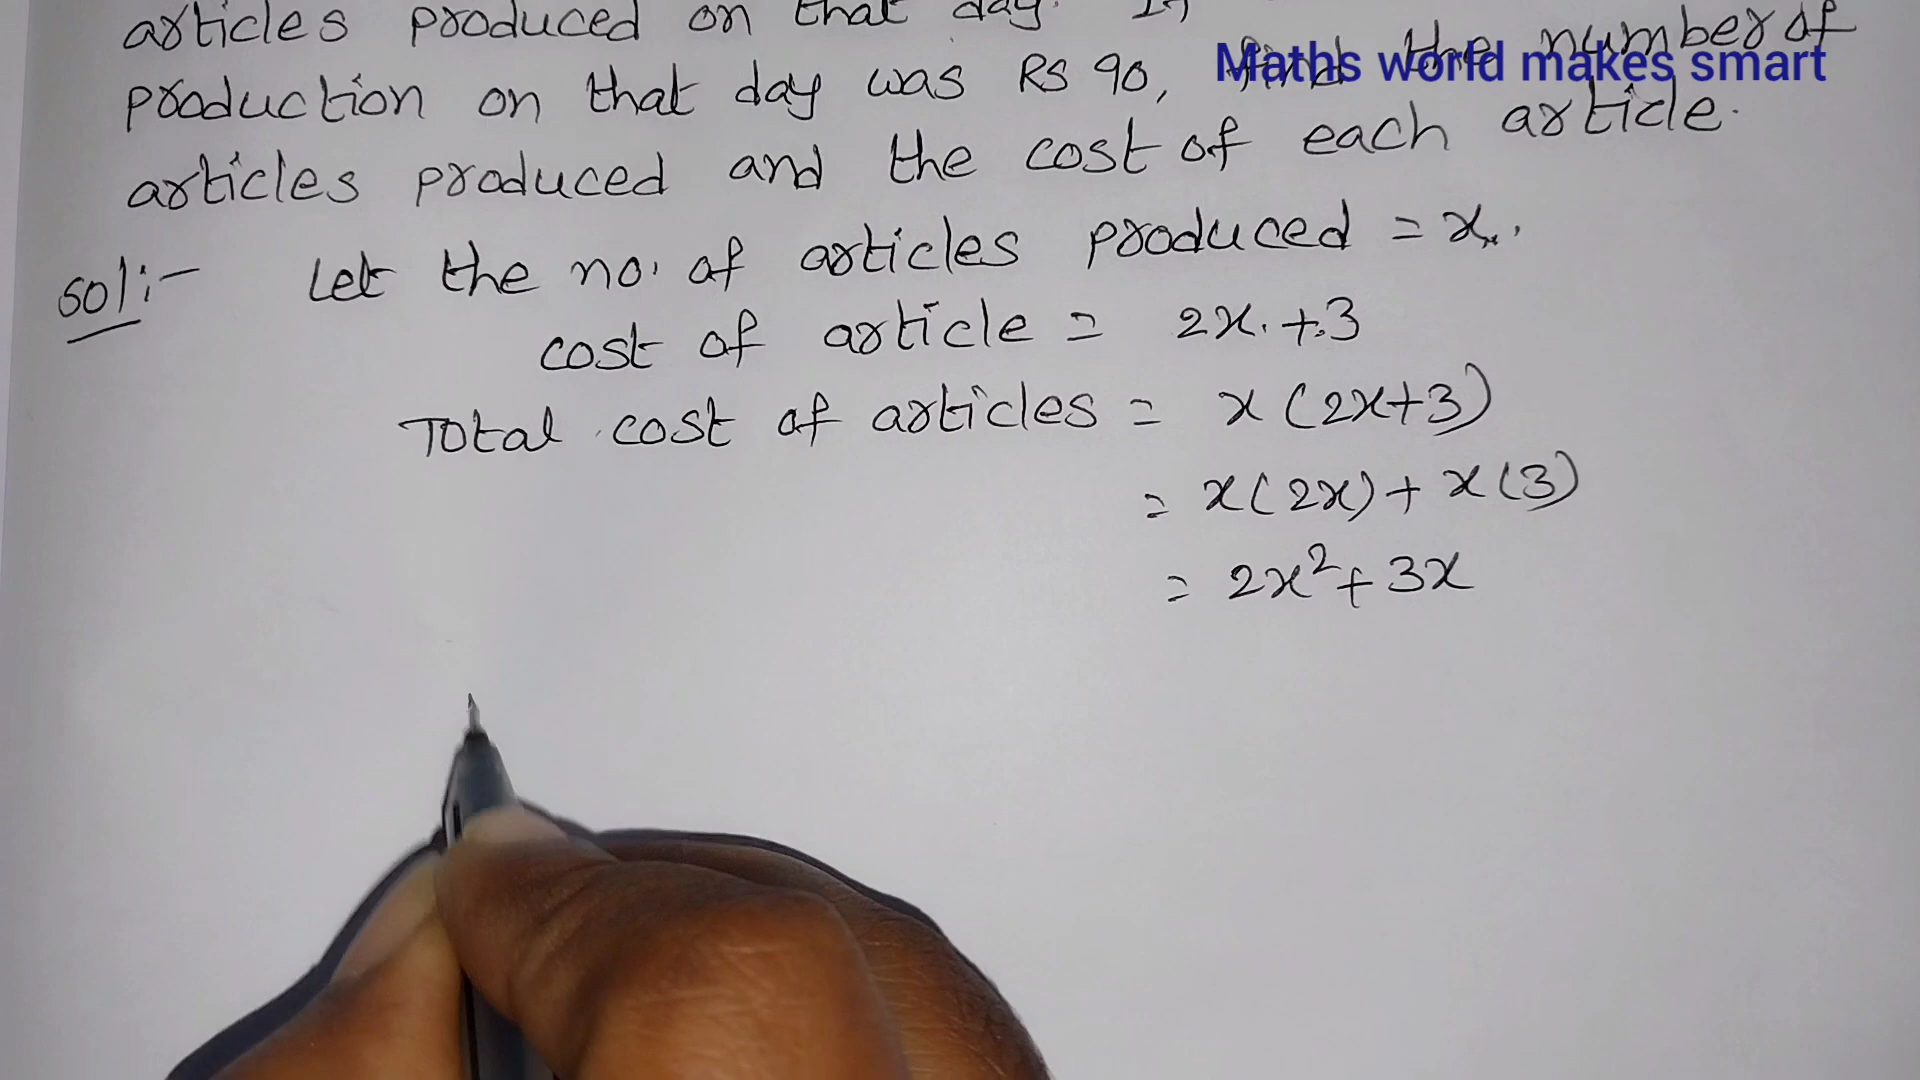 articles produced on that day. If
production on that day was RS 90, find the number of
Maths world makes smart
articles produced and the cost of each article.
sol:- Let the no. of articles produced = x.
cost of article = 2x + 3
Total cost of articles = x(2x+3)
= x(2x) + x(3)
= 2x² + 3x